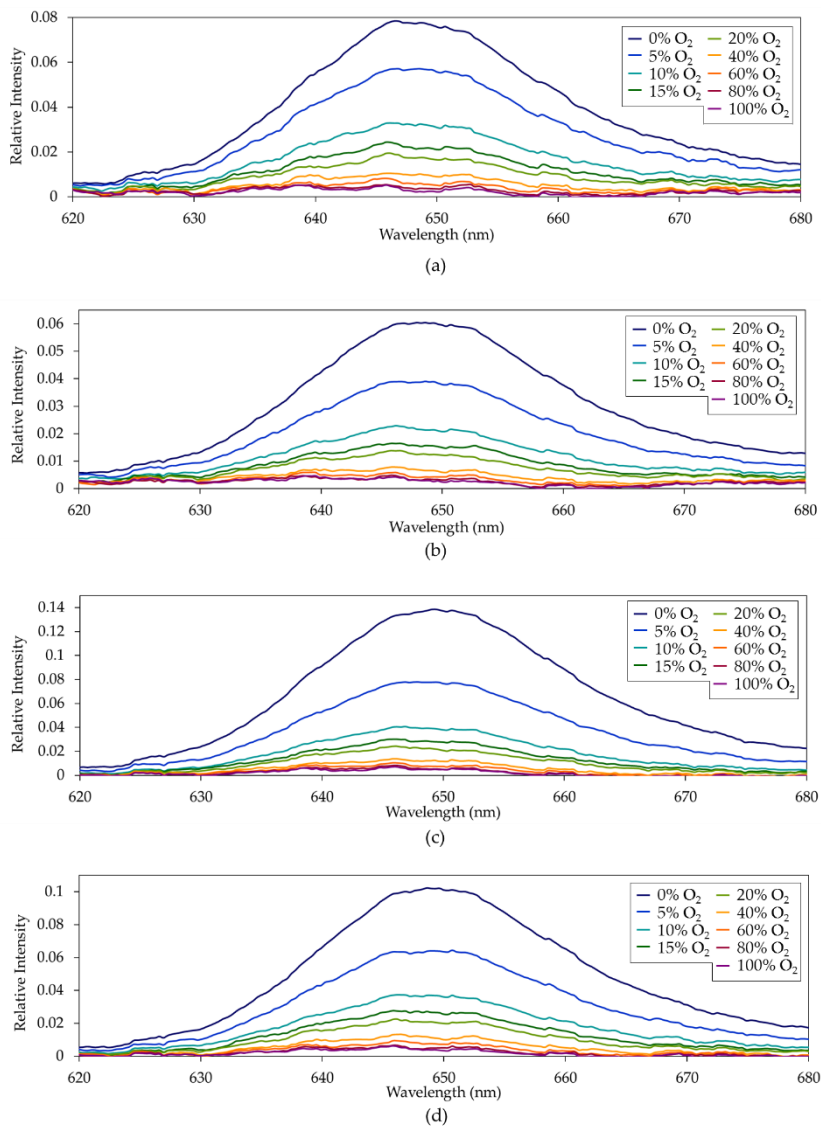 0.08
0.06
0.04
0.02
0
Relative Intensity
0% O₂
5% O₂
10% O₂
15% O₂
20% O₂
40% O₂
60% O₂
80% O₂
100% O₂
620 630 640 650 660 670 680
Wavelength (nm)
(a)
0.06
0.05
0.04
0.03
0.02
0.01
0
Relative Intensity
0% O₂
5% O₂
10% O₂
15% O₂
20% O₂
40% O₂
60% O₂
80% O₂
100% O₂
620 630 640 650 660 670 680
Wavelength (nm)
(b)
0.14
0.12
0.1
0.08
0.06
0.04
0.02
0
Relative Intensity
0% O₂
5% O₂
10% O₂
15% O₂
20% O₂
40% O₂
60% O₂
80% O₂
100% O₂
620 630 640 650 660 670 680
Wavelength (nm)
(c)
0.1
0.08
0.06
0.04
0.02
0
Relative Intensity
0% O₂
5% O₂
10% O₂
15% O₂
20% O₂
40% O₂
60% O₂
80% O₂
100% O₂
620 630 640 650 660 670 680
Wavelength (nm)
(d)